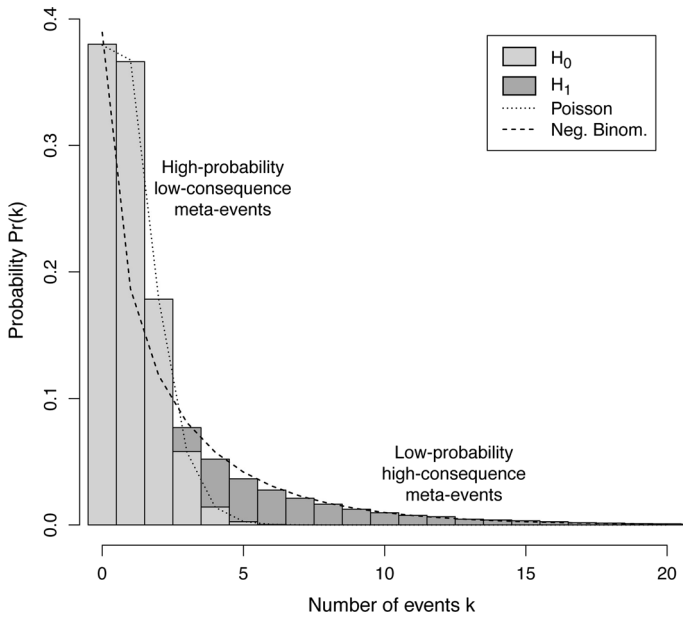 H0
H1
Poisson
Neg. Binom.
High-probability
low-consequence
meta-events
Low-probability
high-consequence
meta-events
Probability Pr(k)
0.4
0.3
0.2
0.1
0.0
0 5 10 15 20
Number of events k